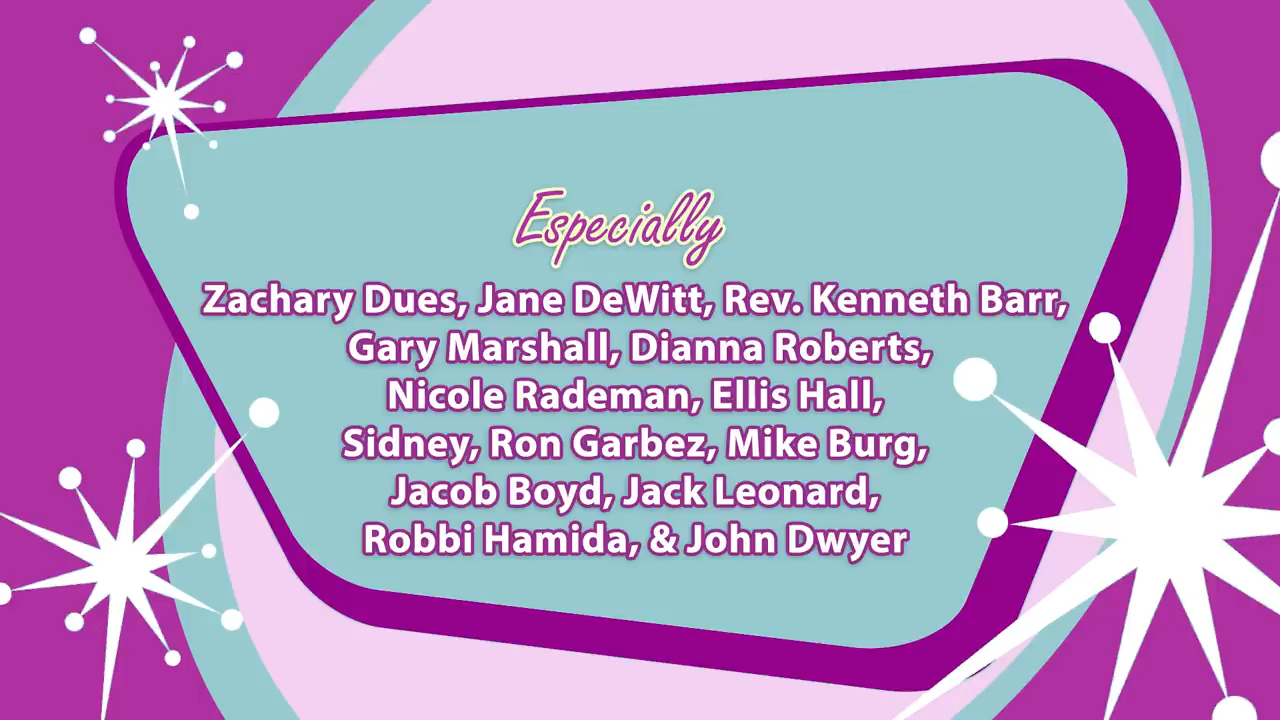 Especially
Zachary Dues, Jane DeWitt, Rev. Kenneth Barr,
Gary Marshall, Dianna Roberts,
Nicole Rademan, Ellis Hall,
Sidney, Ron Garbez, Mike Burg,
Jacob Boyd, Jack Leonard,
Robbi Hamida, & John Dwyer